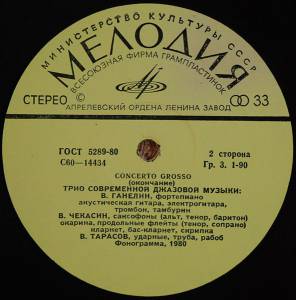 МИНИСТЕРСТВО КУЛЬТУРЫ СССР
МЕЛОДИЯ
ВСЕСОЮЗНАЯ ФИРМА ГРАМПЛАСТИНОК
СТЕРЕО
33
АПРЕЛЕВСКИЙ ОРДЕНА ЛЕНИНА ЗАВОД
ГОСТ 5289-80
2 сторона
С60—14434
Гр. 3. 1-90
CONCERTO GROSSO
(окончание)
ТРИО СОВРЕМЕННОЙ ДЖАЗОВОЙ МУЗЫКИ:
В. ГАНЕЛИН, фортепиано
акустическая гитара, электрогитара,
тромбон, тамбурин
В. ЧЕКАСИН, саксофоны (альт, тенор, баритон)
окарина, продольные флейты (тенор, сопрано)
кларнет, бас-кларнет, скрипка
В. ТАРАСОВ, ударные, труба, рабоб
Фонограмма, 1980